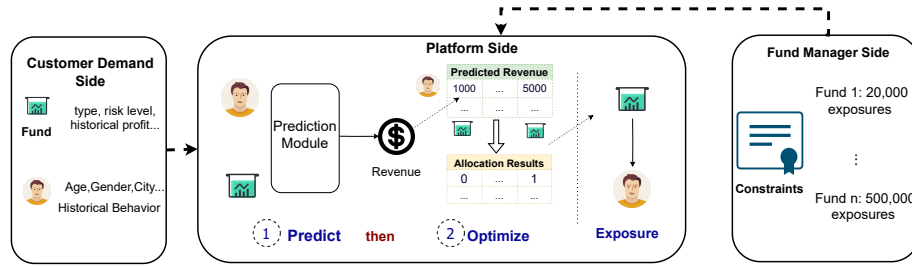 Customer Demand
Side
Fund
type, risk level,
historical profit...
Age,Gender,City...
Historical Behavior
Platform Side
Prediction
Module
$
Revenue
Predicted Revenue
1000 ... 5000
... ... ...
Allocation Results
0 ... 1
... ... ...
1 Predict then 2 Optimize Exposure
Fund Manager Side
Constraints
Fund 1: 20,000
exposures
⋮
Fund n: 500,000
exposures